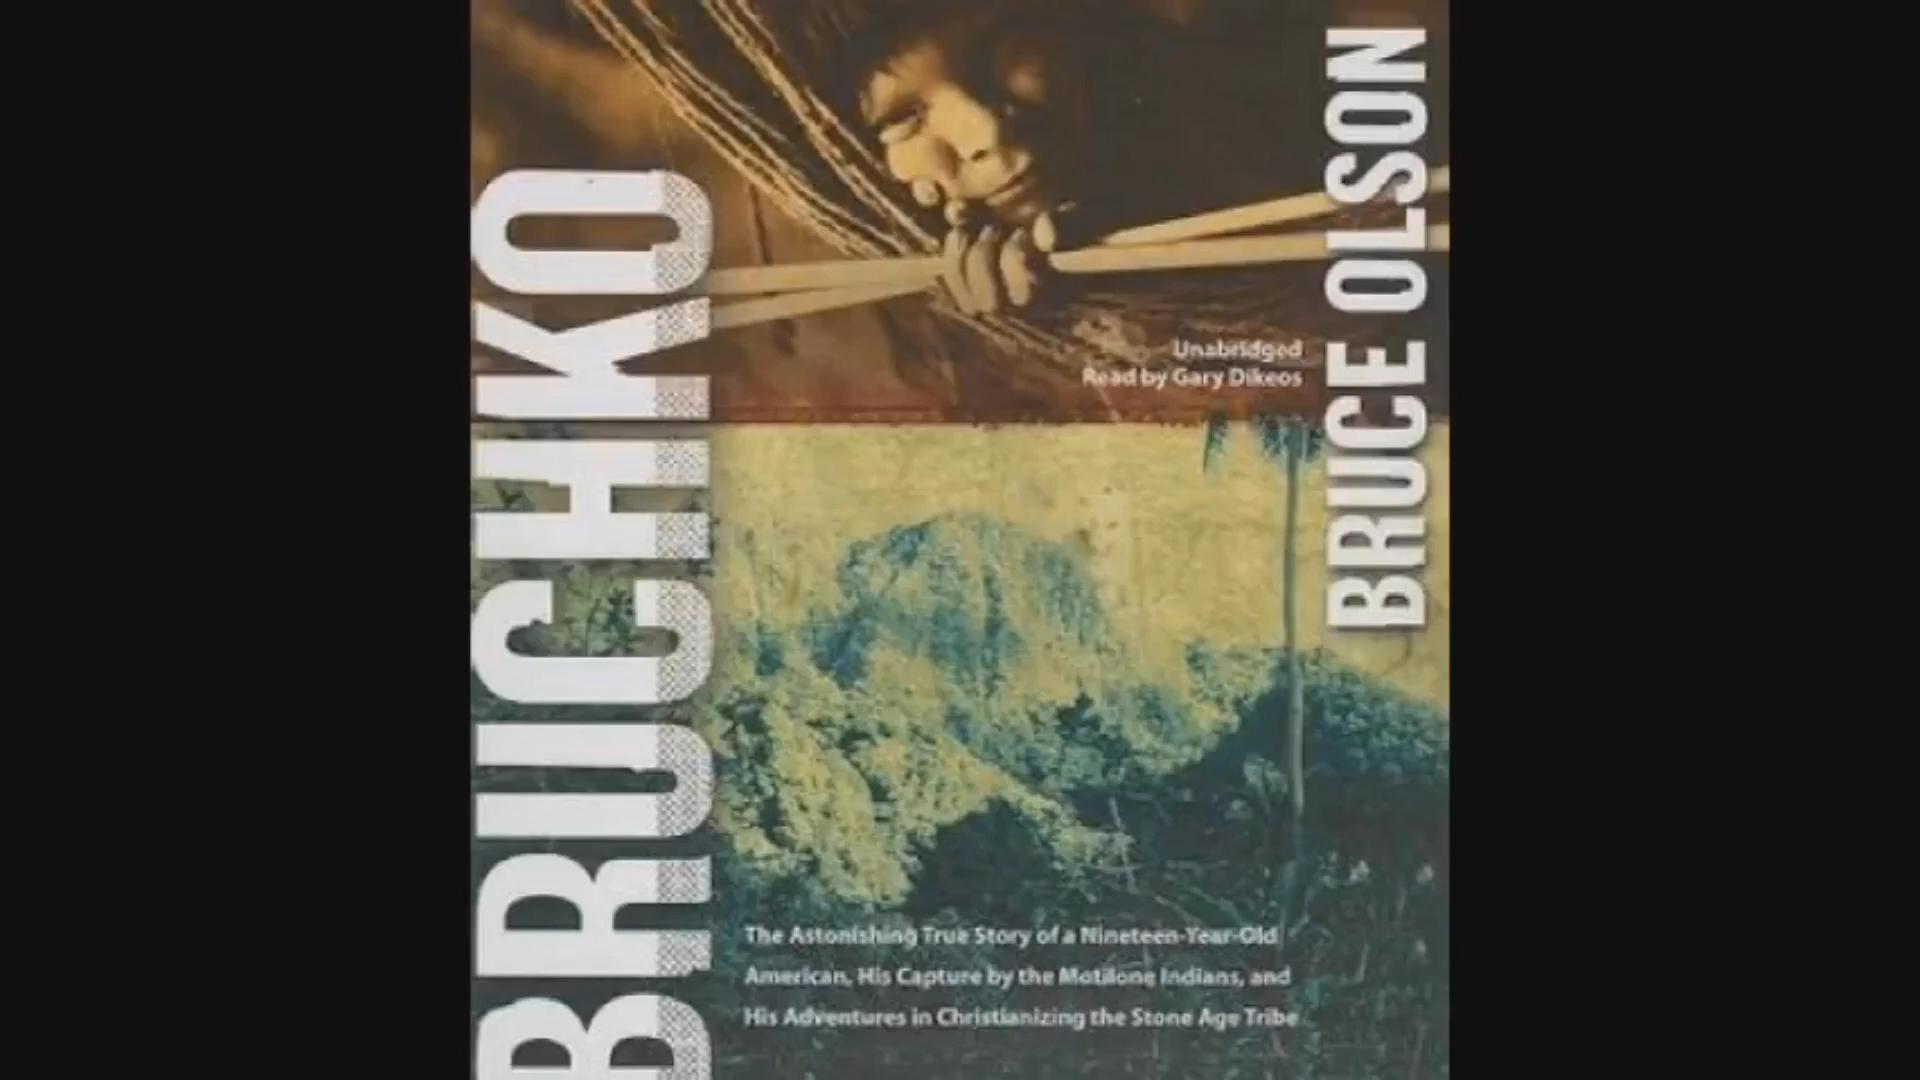 BRUCHKO
BRUCE OLSON
Unabridged
Read by Gary Dikeos
The Astonishing True Story of a Nineteen-Year-Old
American, His Capture by the Motilone Indians, and
His Adventures in Christianizing the Stone Age Tribe